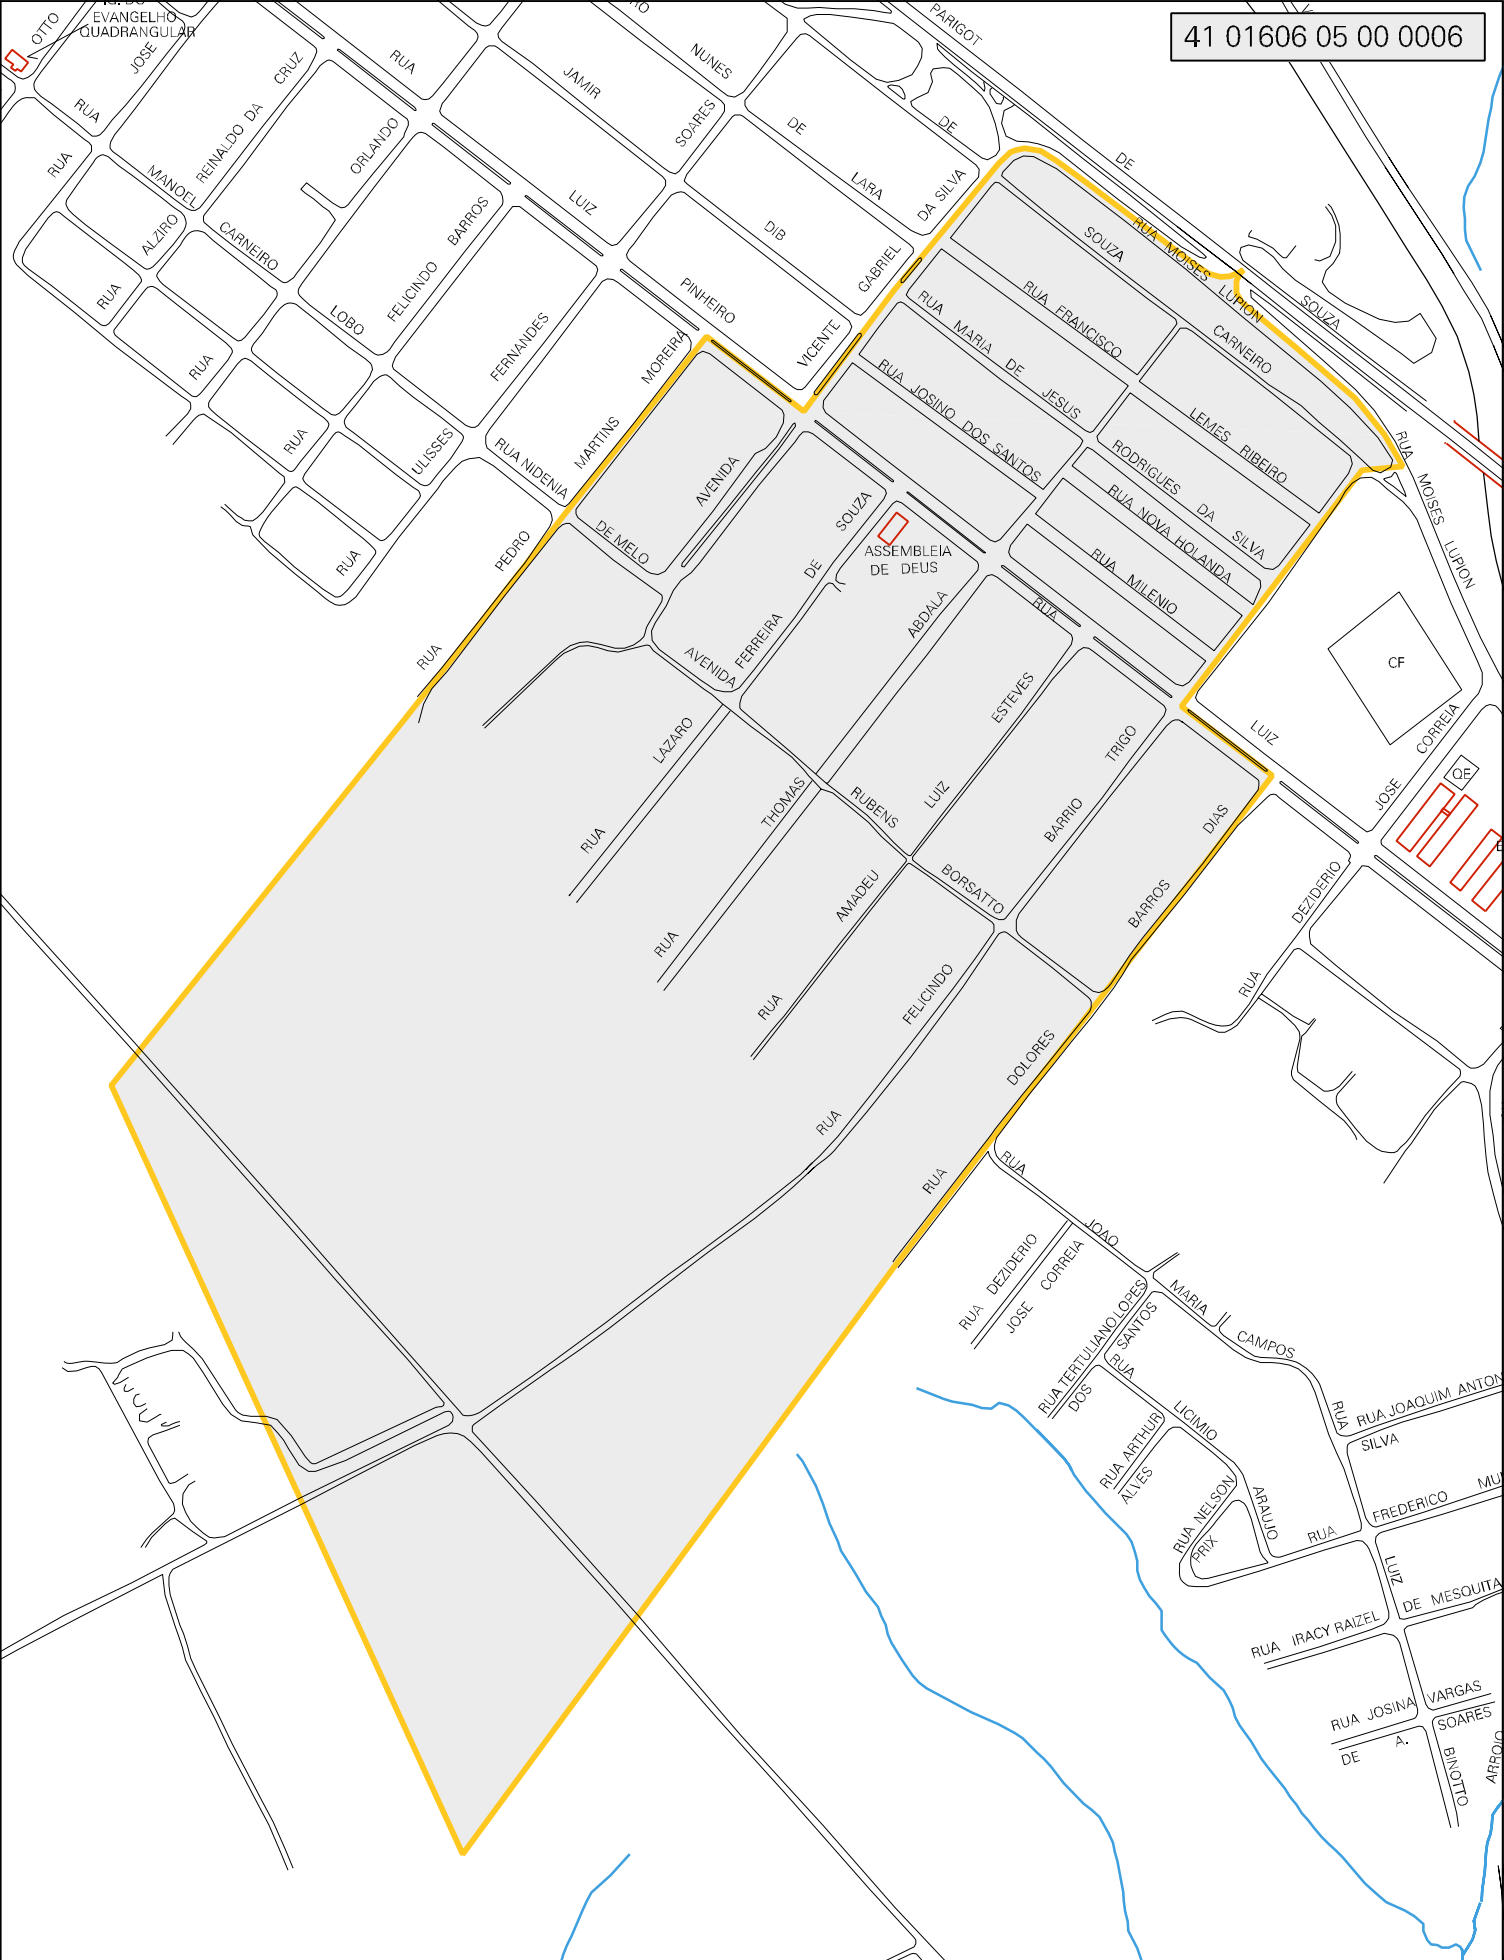 41 01606 05 00 0006
EVANGELHO
QUADRANGULAR
OTTO
JOSE
RUA
CRUZ
REINALDO DA
RUA
RUA
MANOEL
ALZIRO
CARNEIRO
RUA
ORLANDO
BARROS
FELICINDO
LOBO
RUA
RUA
RUA
ULISSES
FERNANDES
RUA NIDENIA
DE MELO
JAMIR
NUNES
SOARES
LUIZ
DE
LARA
DIB
PINHEIRO
MOREIRA
MARTINS
PEDRO
RUA
PARIGOT
DE
DE
SOUZA
DA SILVA
GABRIEL
VICENTE
AVENIDA
RUA MOISES
LUPION
SOUZA
CARNEIRO
RUA FRANCISCO
LEMES RIBEIRO
RUA MARIA DE JESUS
RODRIGUES DA SILVA
RUA JOSINO DOS SANTOS
RUA NOVA HOLANDA
RUA MILENIO
RUA
MOISES
LUPION
CF
QE
SOUZA
DE
FERREIRA
ASSEMBLEIA
DE DEUS
ABDALA
RUA
LUIZ
AVENIDA
RUBENS
BORSATTO
LAZARO
RUA
THOMAS
RUA
ESTEVES
LUIZ
AMADEU
RUA
TRIGO
BARRIO
FELICINDO
RUA
DIAS
BARROS
DOLORES
RUA
CORREIA
JOSE
DEZIDERIO
RUA
RUA
JOAO
MARIA
CAMPOS
RUA DEZIDERIO
JOSE CORREIA
RUA TERTULIANO LOPES
DOS
SANTOS
RUA
LICIMIO
ARAUJO
RUA ARTHUR
ALVES
RUA NELSON
PRIX
RUA
RUA JOAQUIM ANTON
SILVA
RUA
FREDERICO
MU
LUIZ
DE MESQUITA
RUA IRACY RAIZEL
RUA JOSINA VARGAS
DE A. SOARES
BINOTTO
ARROIO